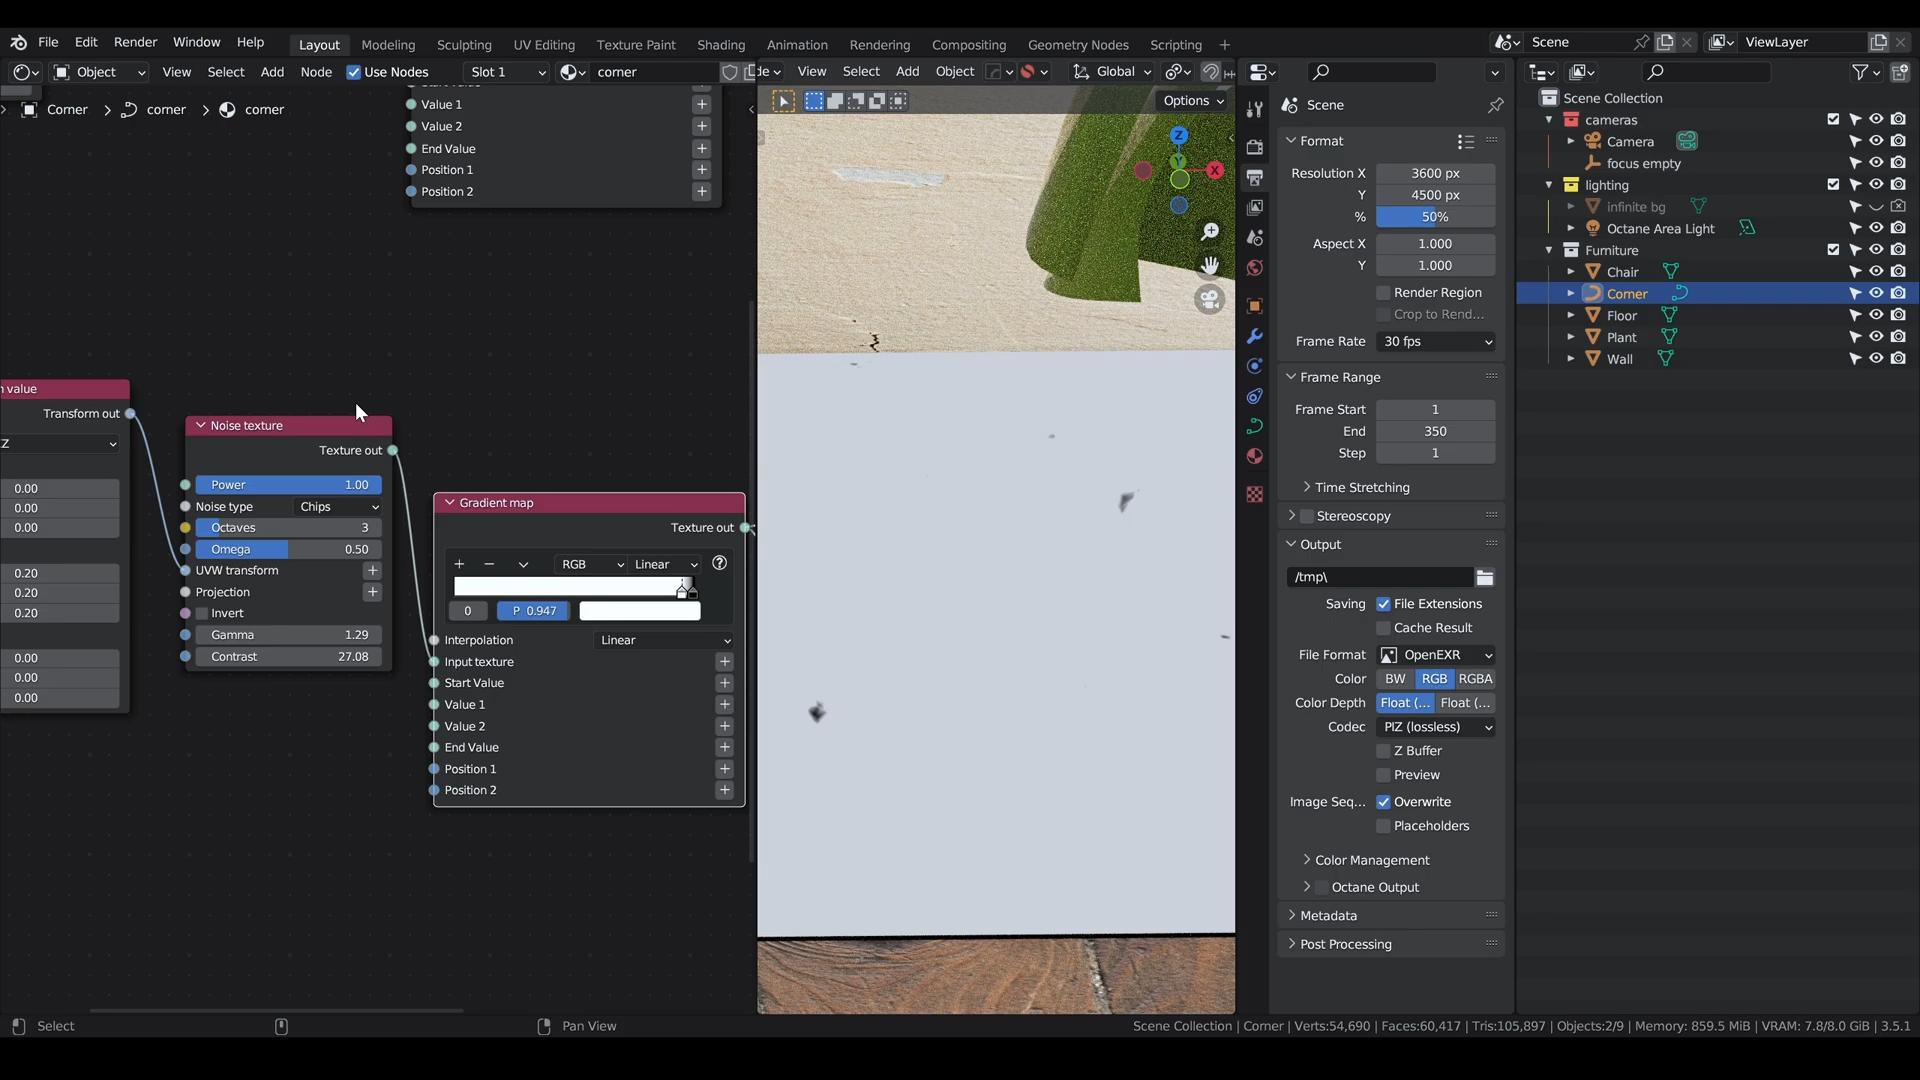 File Edit Render Window Help Layout Modeling Sculpting UV Editing Texture Paint Shading Animation Rendering Compositing Geometry Nodes Scripting + Scene ViewLayer
Object View Select Add Node Use Nodes Slot 1 corner View Select Add Object Global
Options
Corner > corner > corner
Value 1
Value 2
End Value
Position 1
Position 2
n value
Transform out
Z
0.00
0.00
0.00
0.20
0.20
0.20
0.00
0.00
0.00
Noise texture
Texture out
Power 1.00
Noise type Chips
Octaves 3
Omega 0.50
UVW transform
Projection
Invert
Gamma 1.29
Contrast 27.08
Gradient map
Texture out
RGB Linear
0 P 0.947
Interpolation Linear
Input texture
Start Value
Value 1
Value 2
End Value
Position 1
Position 2
Z
Y
X
Scene
Format
Resolution X 3600 px
Y 4500 px
% 50%
Aspect X 1.000
Y 1.000
Render Region
Crop to Rend...
Frame Rate 30 fps
Frame Range
Frame Start 1
End 350
Step 1
Time Stretching
Stereoscopy
Output
/tmp\
Saving File Extensions
Cache Result
File Format OpenEXR
Color BW RGB RGBA
Color Depth Float (... Float (...
Codec PIZ (lossless)
Z Buffer
Preview
Image Seq... Overwrite
Placeholders
Color Management
Octane Output
Metadata
Post Processing
Scene Collection
cameras
Camera
focus empty
lighting
infinite bg
Octane Area Light
Furniture
Chair
Corner
Floor
Plant
Wall
Select Pan View Scene Collection | Corner | Verts:54,690 | Faces:60,417 | Tris:105,897 | Objects:2/9 | Memory: 859.5 MiB | VRAM: 7.8/8.0 GiB | 3.5.1